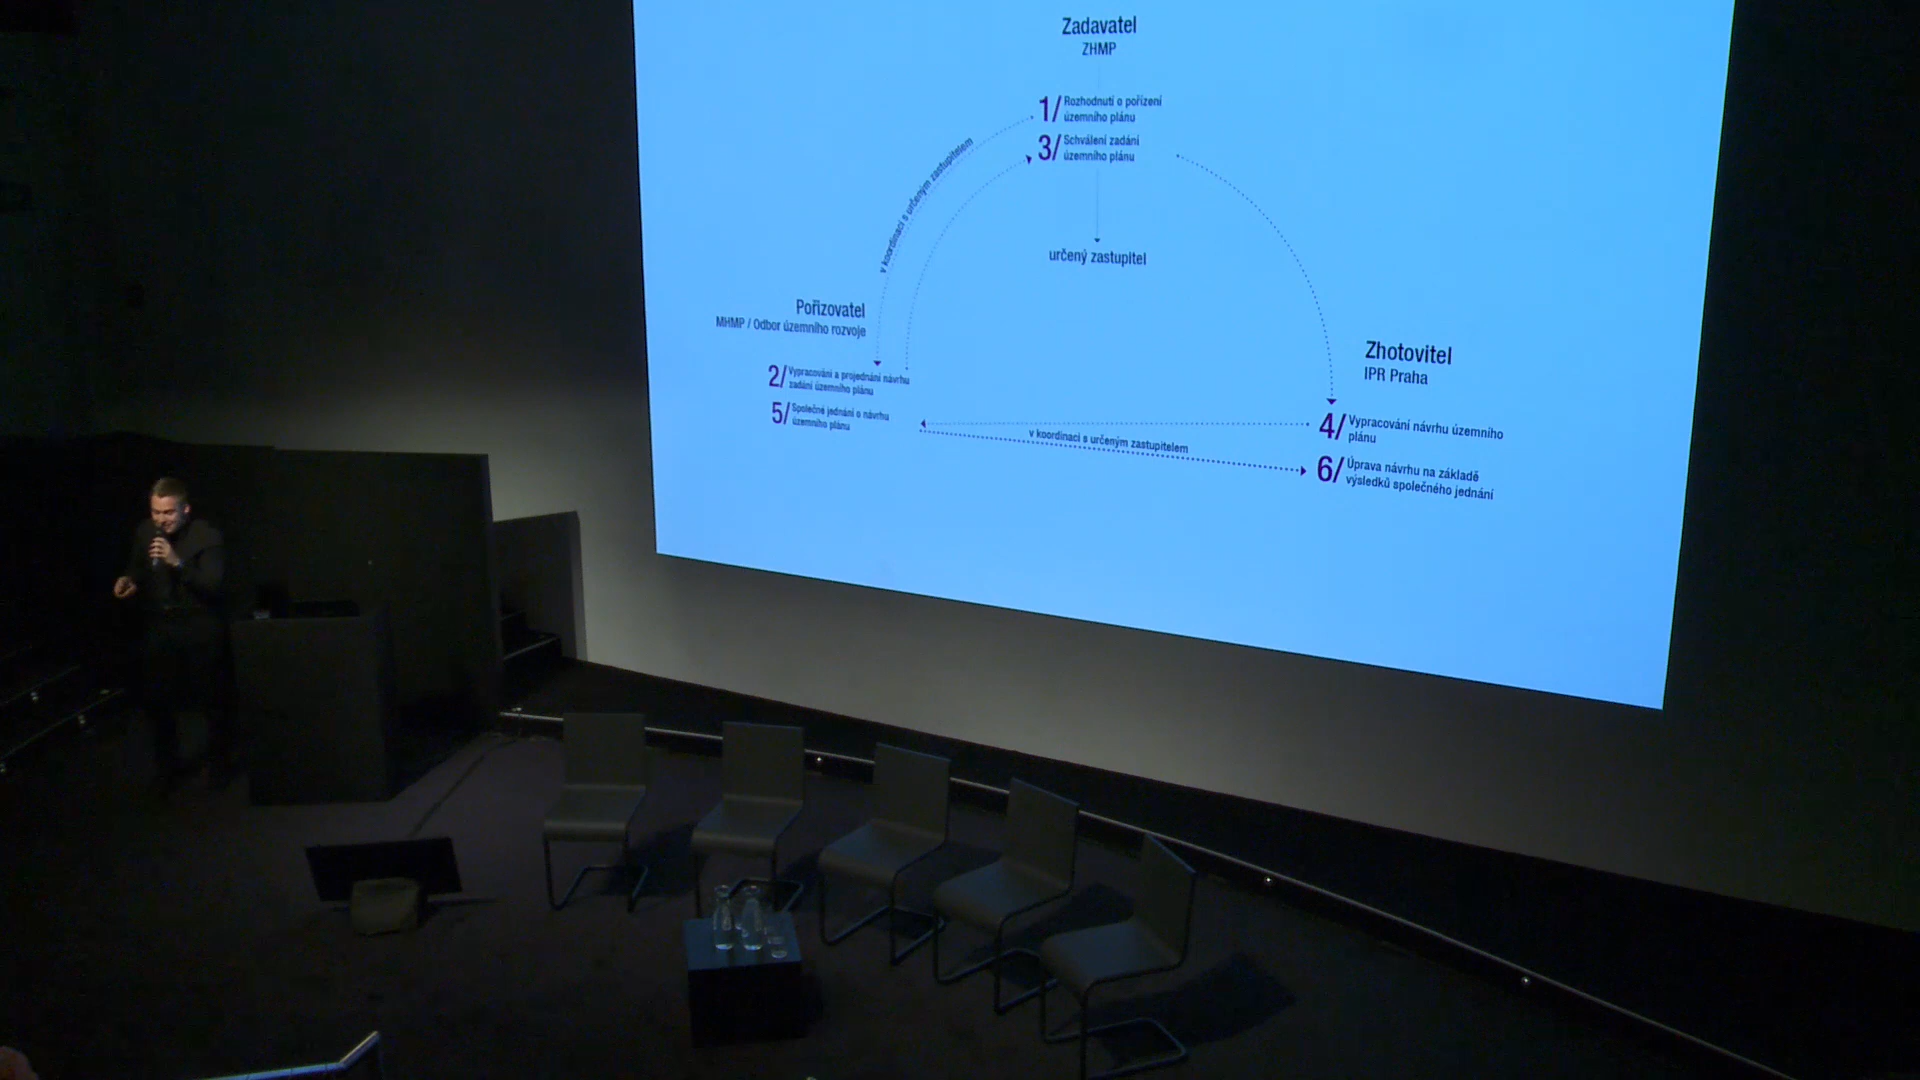 Zadavatel
ZHMP
1/ Rozhodnutí o pořízení
územního plánu
3/ Schválení zadání
územního plánu
v koordinaci s určeným zastupitelem
určený zastupitel
Pořizovatel
MHMP / Odbor územního rozvoje
2/ Vypracování a projednání návrhu
zadání územního plánu
5/ Společné jednání o návrhu
územního plánu
v koordinaci s určeným zastupitelem
Zhotovitel
IPR Praha
4/ Vypracování návrhu územního
plánu
6/ Úprava návrhu na základě
výsledků společného jednání